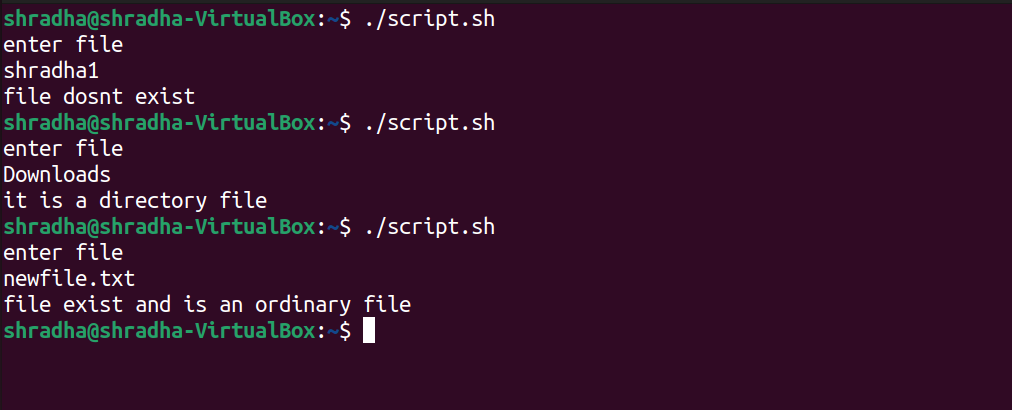 shradha@shradha-VirtualBox:~$ ./script.sh
enter file
shradha1
file dosnt exist
shradha@shradha-VirtualBox:~$ ./script.sh
enter file
Downloads
it is a directory file
shradha@shradha-VirtualBox:~$ ./script.sh
enter file
newfile.txt
file exist and is an ordinary file
shradha@shradha-VirtualBox:~$